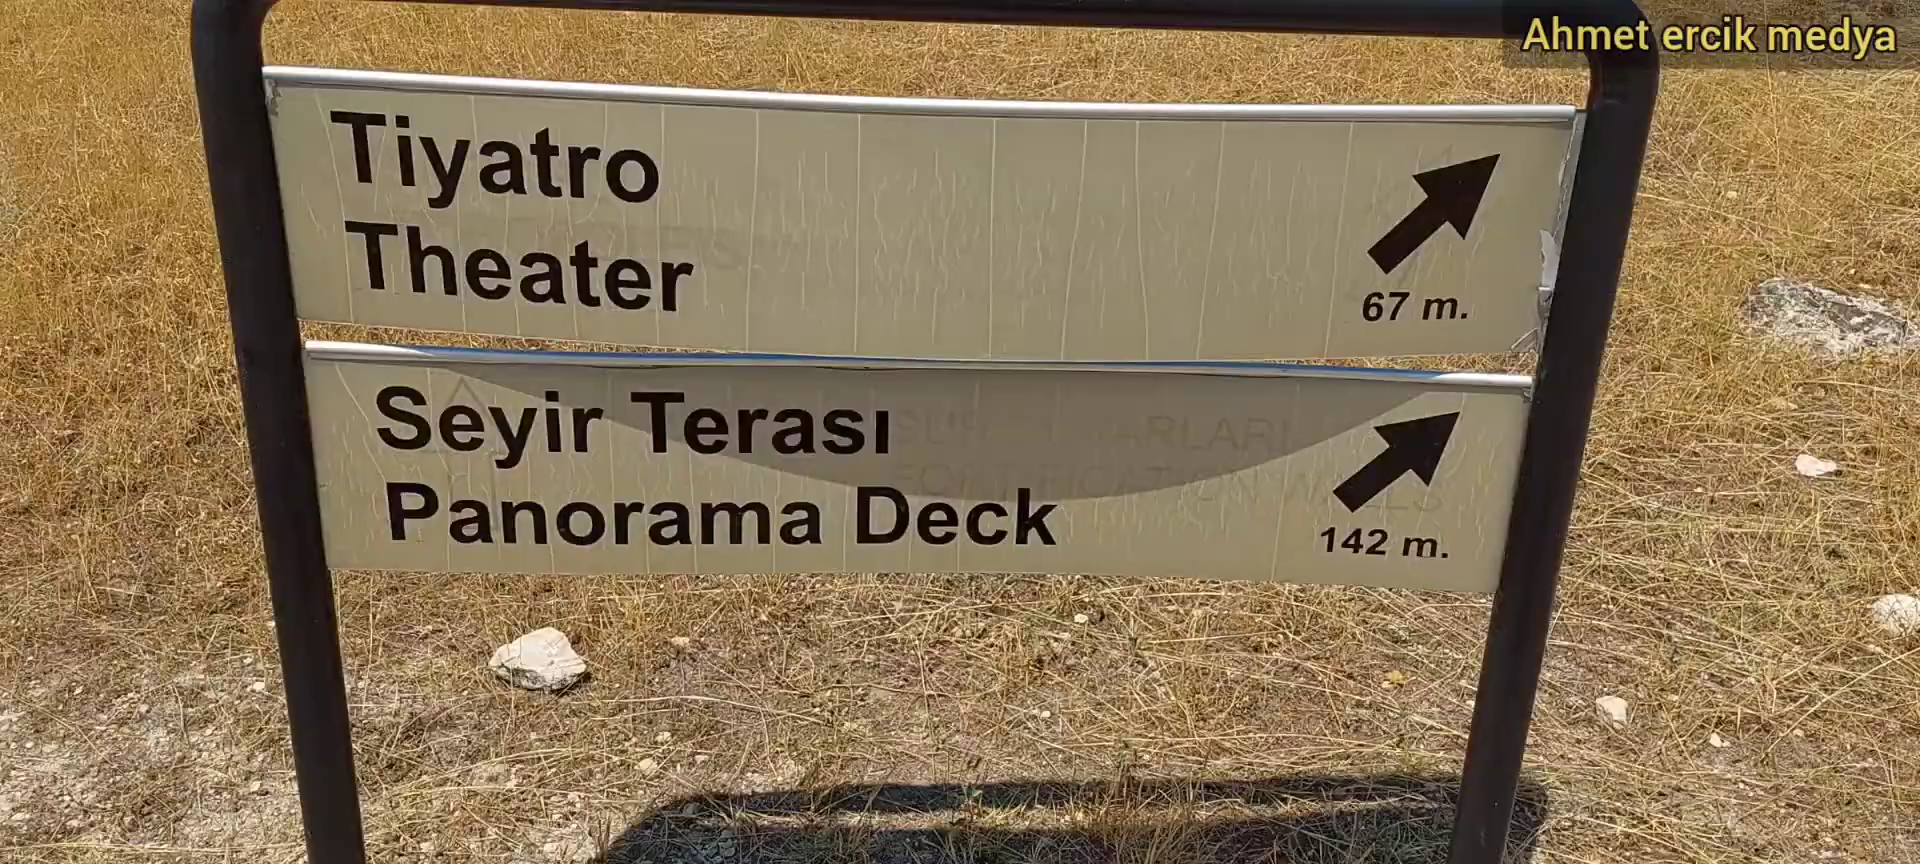 Ahmet ercik medya
Tiyatro
Theater
67 m.
Seyir Terası
Panorama Deck
142 m.